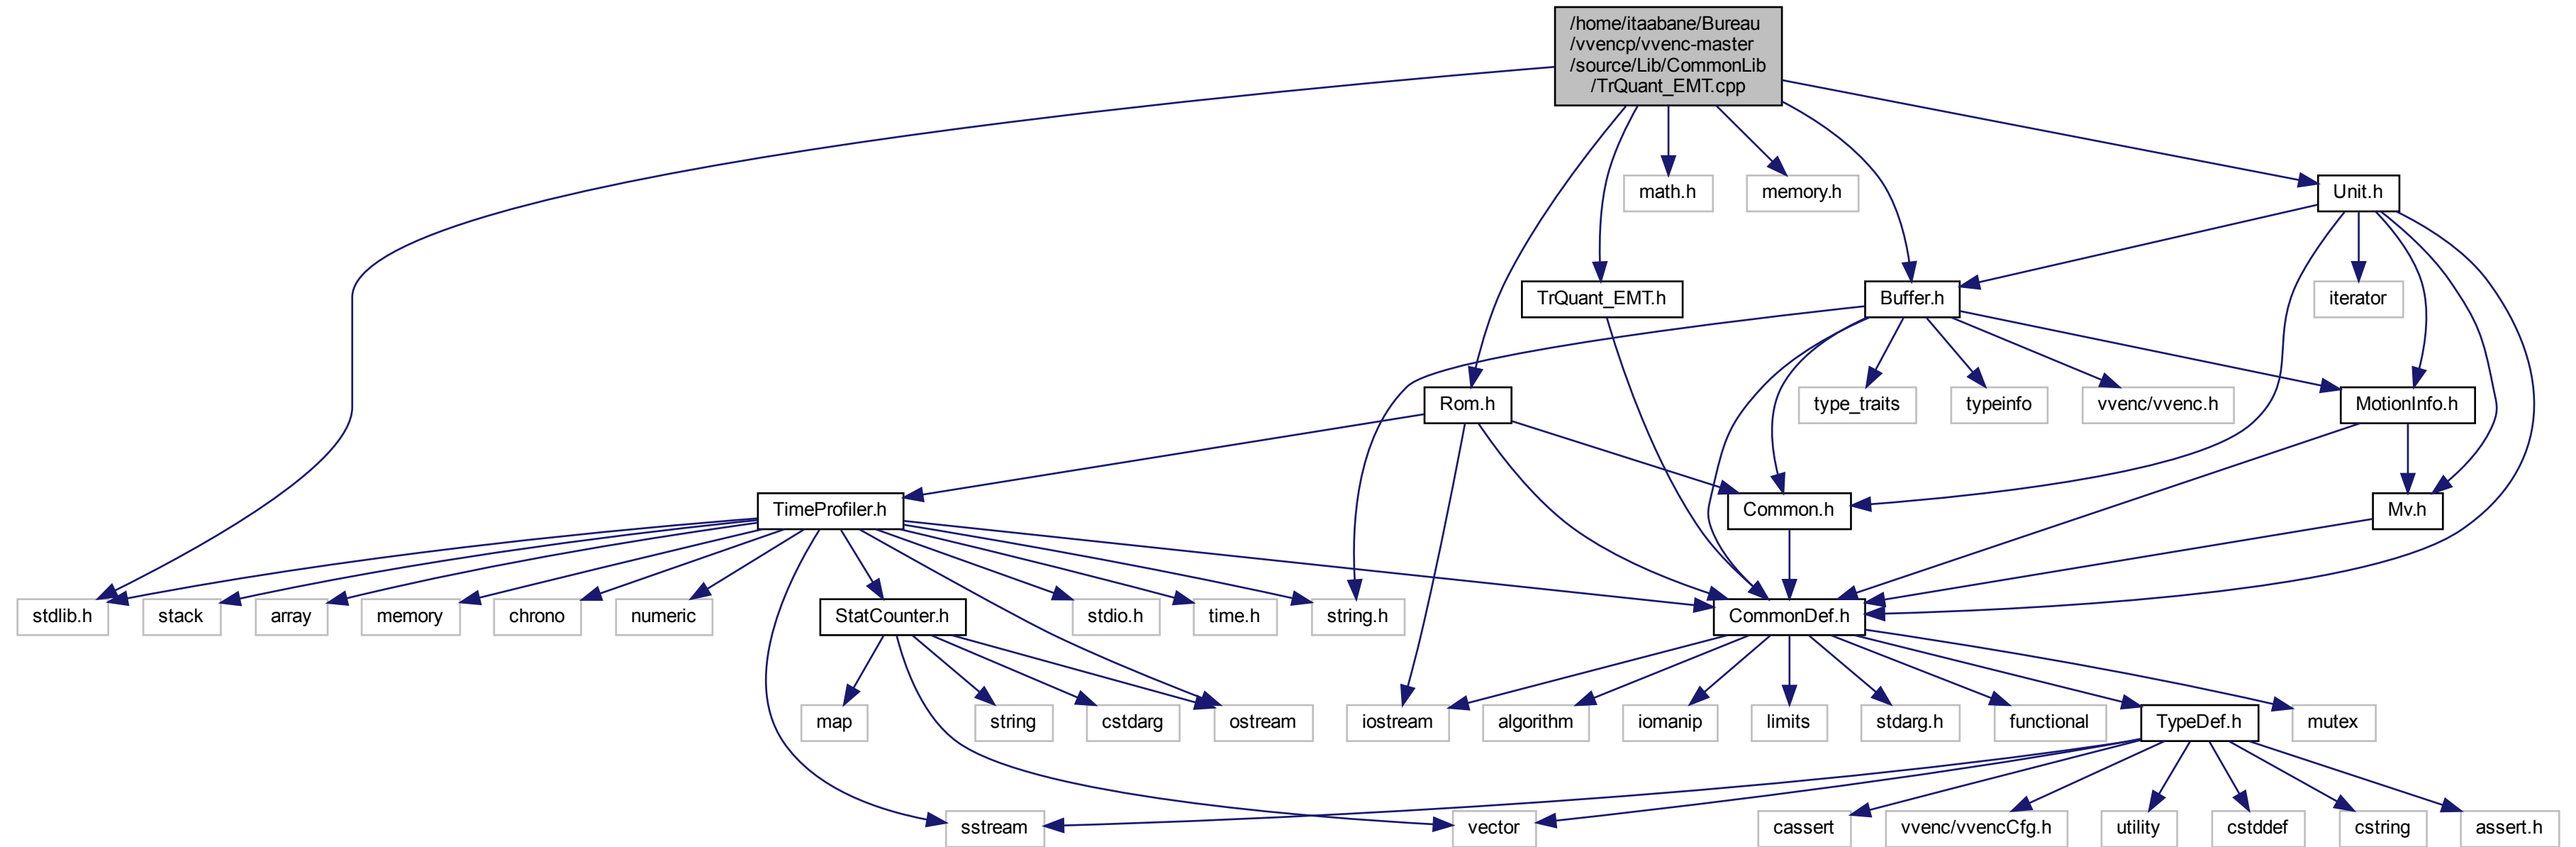 /home/itaabane/Bureau
/vvencp/vvenc-master
/source/Lib/CommonLib
/TrQuant_EMT.cpp
math.h
memory.h
Unit.h
TrQuant_EMT.h
Buffer.h
iterator
Rom.h
type_traits
typeinfo
vvenc/vvenc.h
MotionInfo.h
TimeProfiler.h
Common.h
Mv.h
stdlib.h
stack
array
memory
chrono
numeric
StatCounter.h
stdio.h
time.h
string.h
CommonDef.h
map
string
cstdarg
ostream
iostream
algorithm
iomanip
limits
stdarg.h
functional
TypeDef.h
mutex
sstream
vector
cassert
vvenc/vvencCfg.h
utility
cstddef
cstring
assert.h